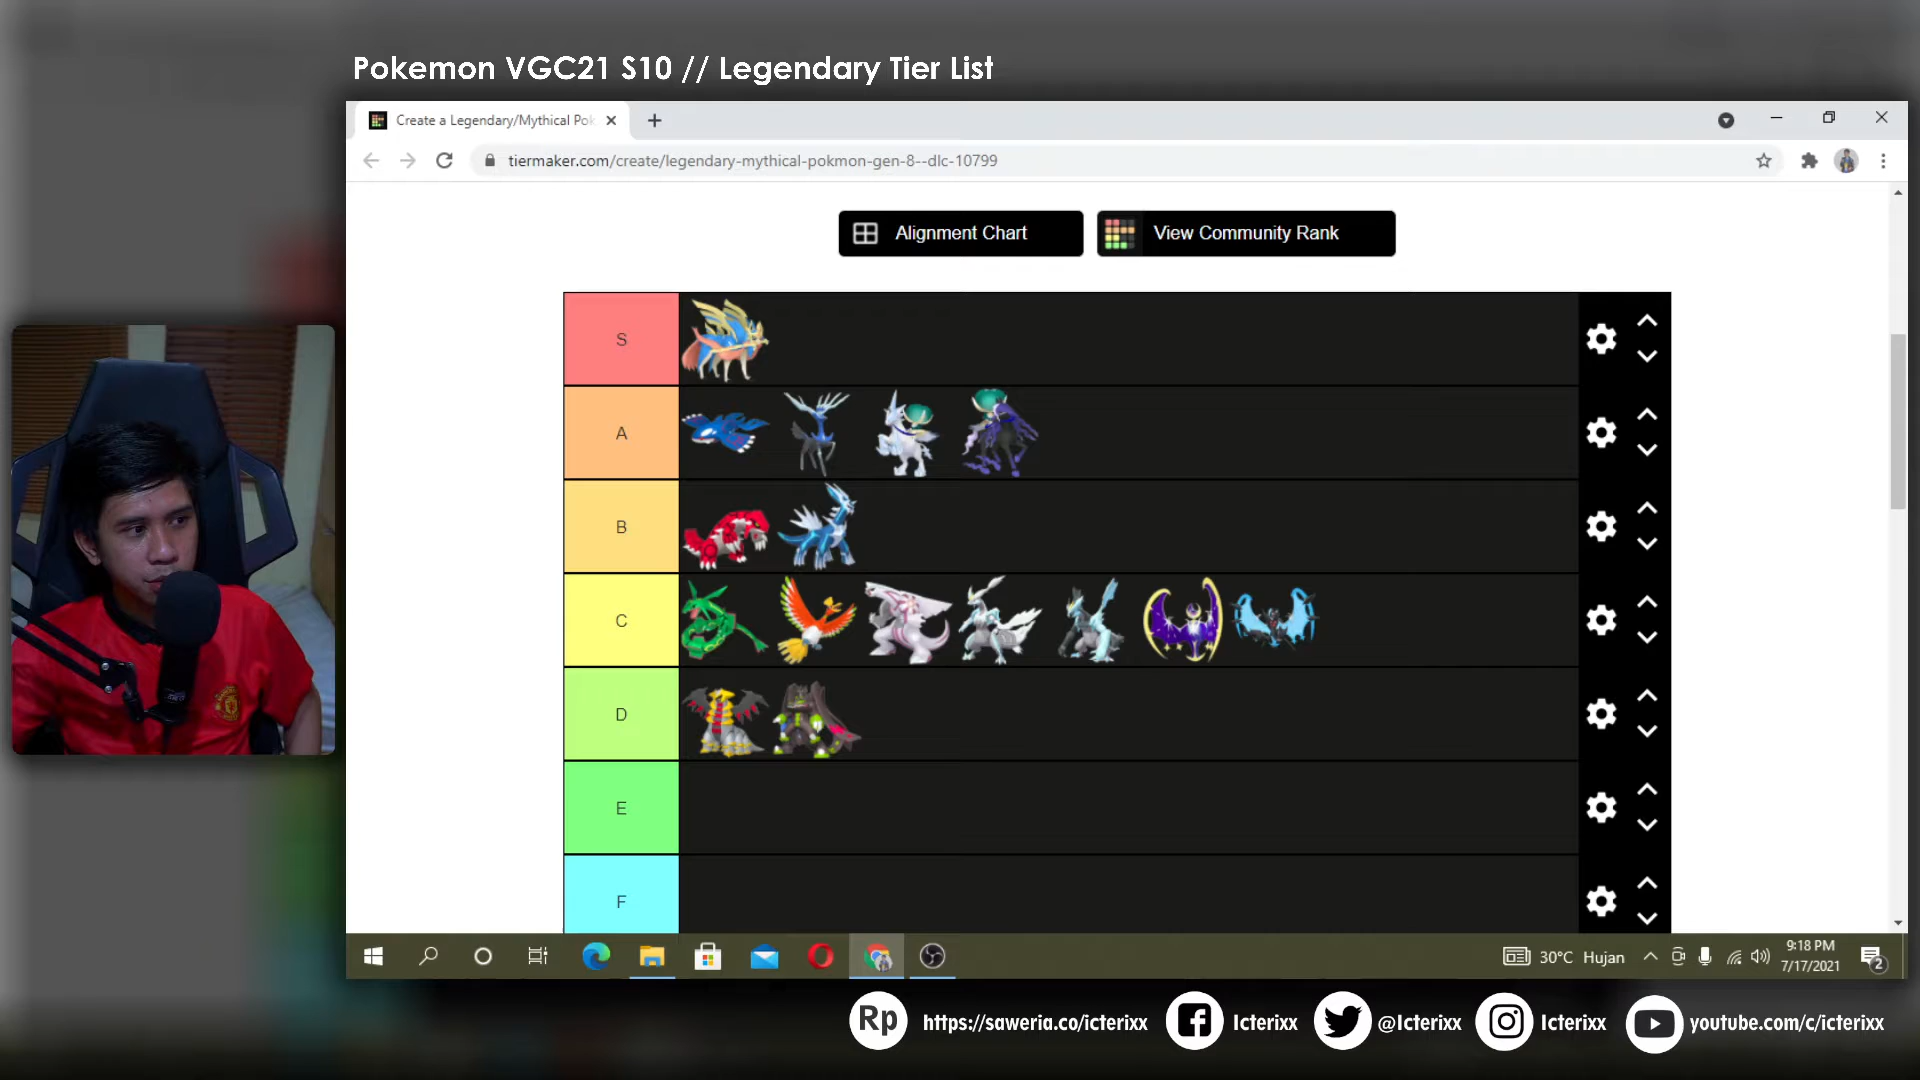 Pokemon VGC21 S10 // Legendary Tier List
Create a Legendary/Mythical Pok
tiermaker.com/create/legendary-mythical-pokmon-gen-8--dlc-10799
Alignment Chart
View Community Rank
S
A
B
C
D
E
F
30°C Hujan
9:18 PM
7/17/2021
2
Rp
https://saweria.co/icterixx
Icterixx
@Icterixx
Icterixx
youtube.com/c/icterixx